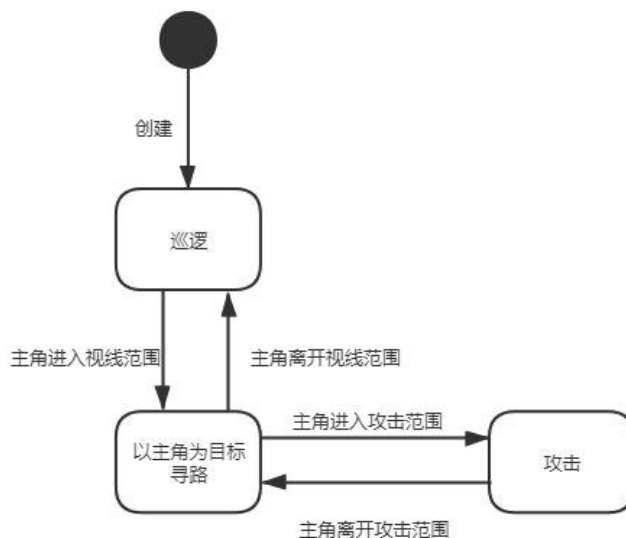 创建
巡逻
主角进入视线范围
主角离开视线范围
以主角为目标
寻路
主角进入攻击范围
攻击
主角离开攻击范围